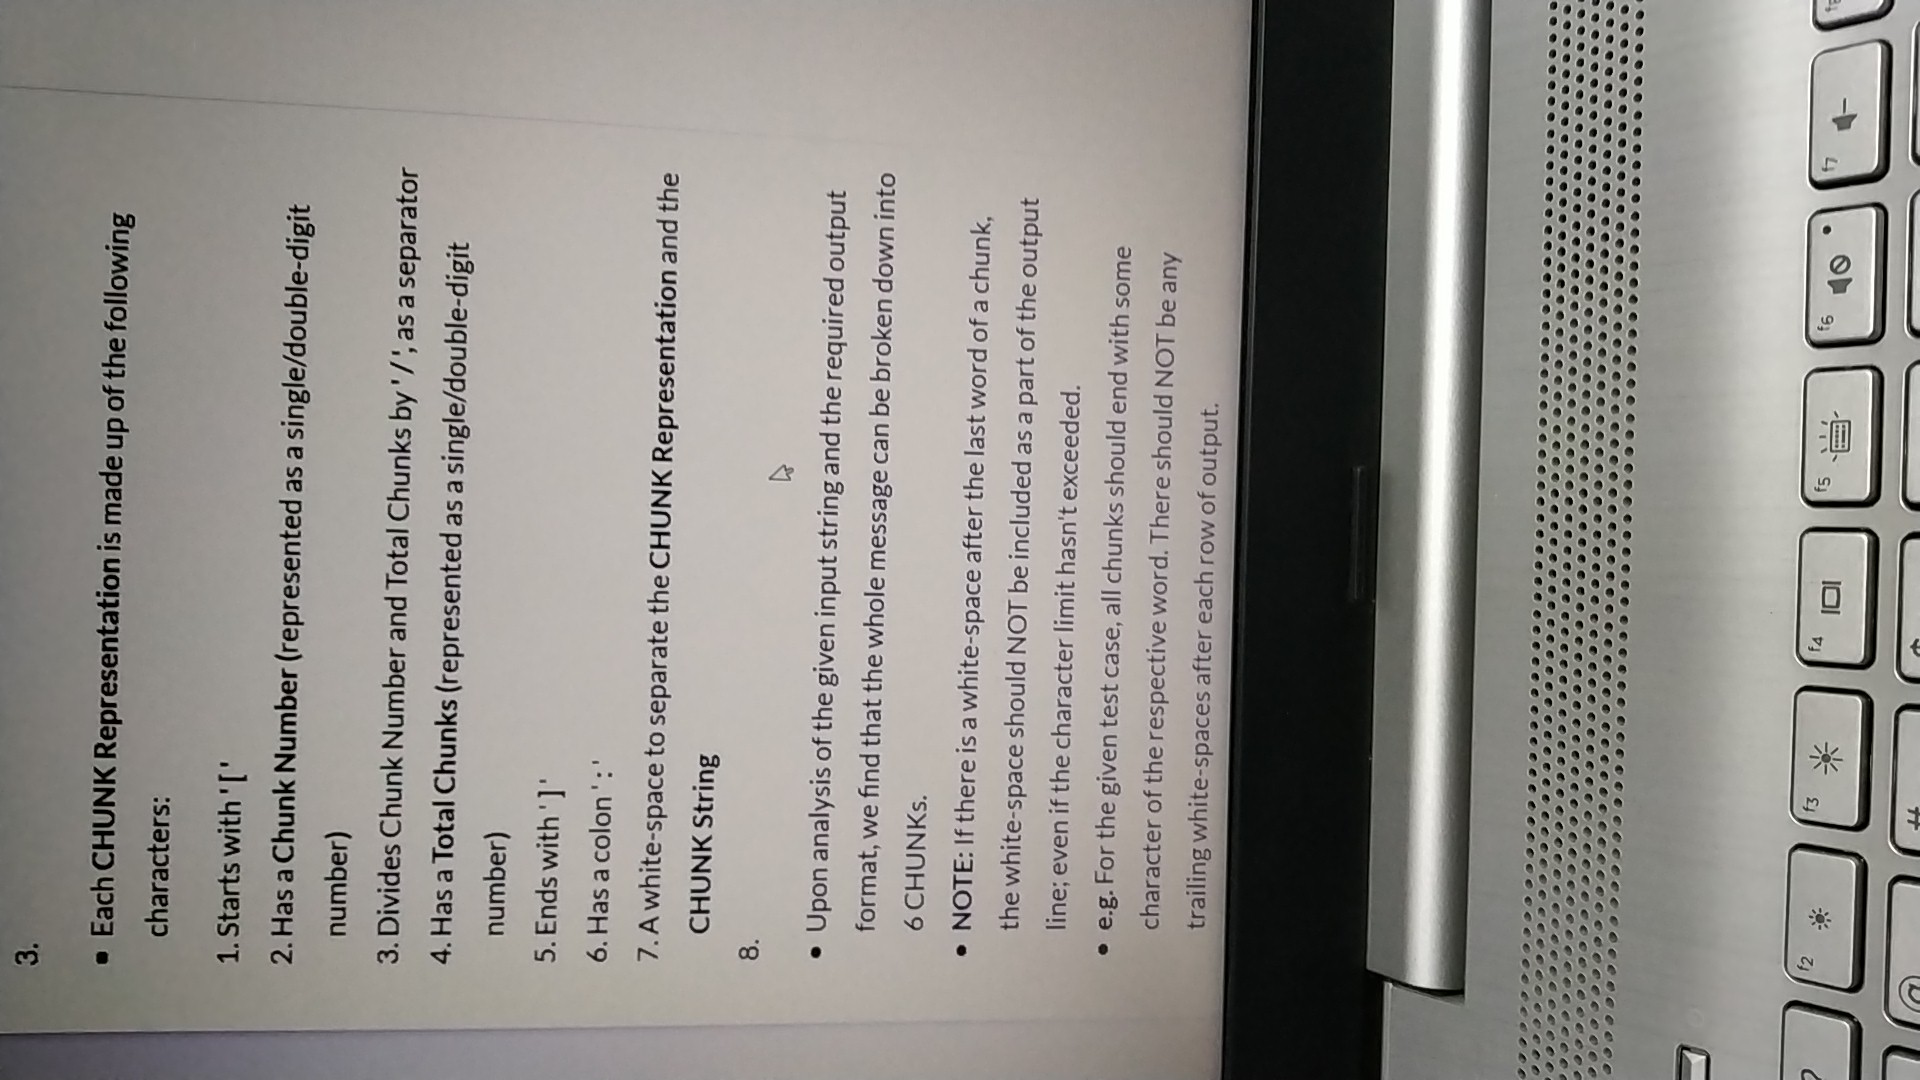 3.
• Each CHUNK Representation is made up of the following
characters:
1. Starts with '['
2. Has a Chunk Number (represented as a single/double-digit
number)
3. Divides Chunk Number and Total Chunks by '/', as a separator
4. Has a Total Chunks (represented as a single/double-digit
number)
5. Ends with ']'
6. Has a colon ':'
7. A white-space to separate the CHUNK Representation and the
CHUNK String
8.
• Upon analysis of the given input string and the required output
format, we find that the whole message can be broken down into
6 CHUNKs.
• NOTE: If there is a white-space after the last word of a chunk,
the white-space should NOT be included as a part of the output
line; even if the character limit hasn't exceeded.
• e.g. For the given test case, all chunks should end with some
character of the respective word. There should NOT be any
trailing white-spaces after each row of output.
? f2 f3 f4 f5 f6 f7
@ #